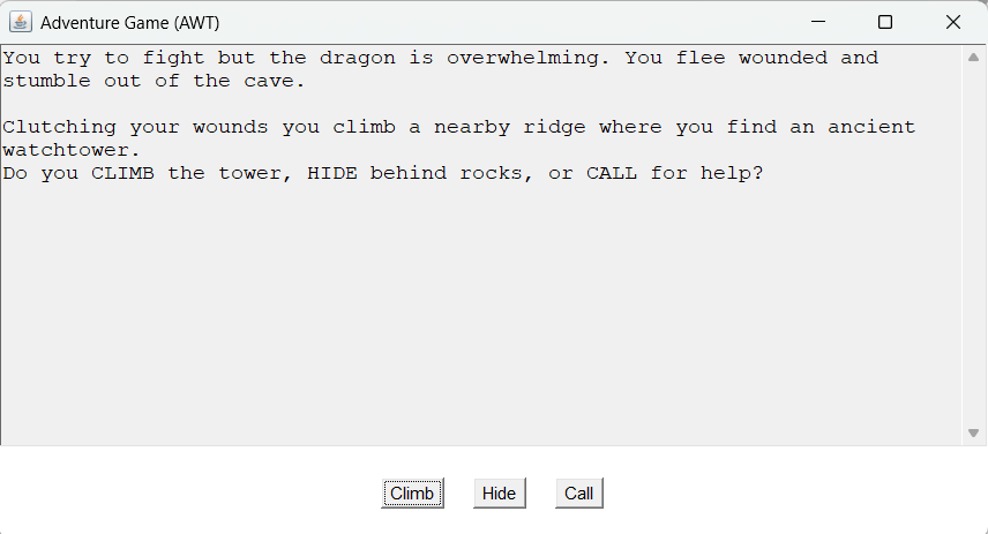 Adventure Game (AWT)
You try to fight but the dragon is overwhelming. You flee wounded and
stumble out of the cave.
Clutching your wounds you climb a nearby ridge where you find an ancient
watchtower.
Do you CLIMB the tower, HIDE behind rocks, or CALL for help?
Climb Hide Call